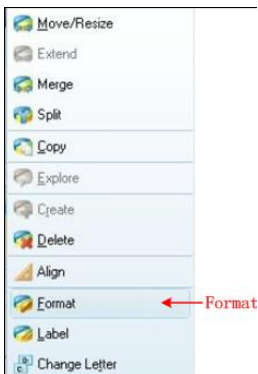 Move/Resize
Extend
Merge
Split
Copy
Explore
Create
Delete
Align
Format Format
Label
Change Letter